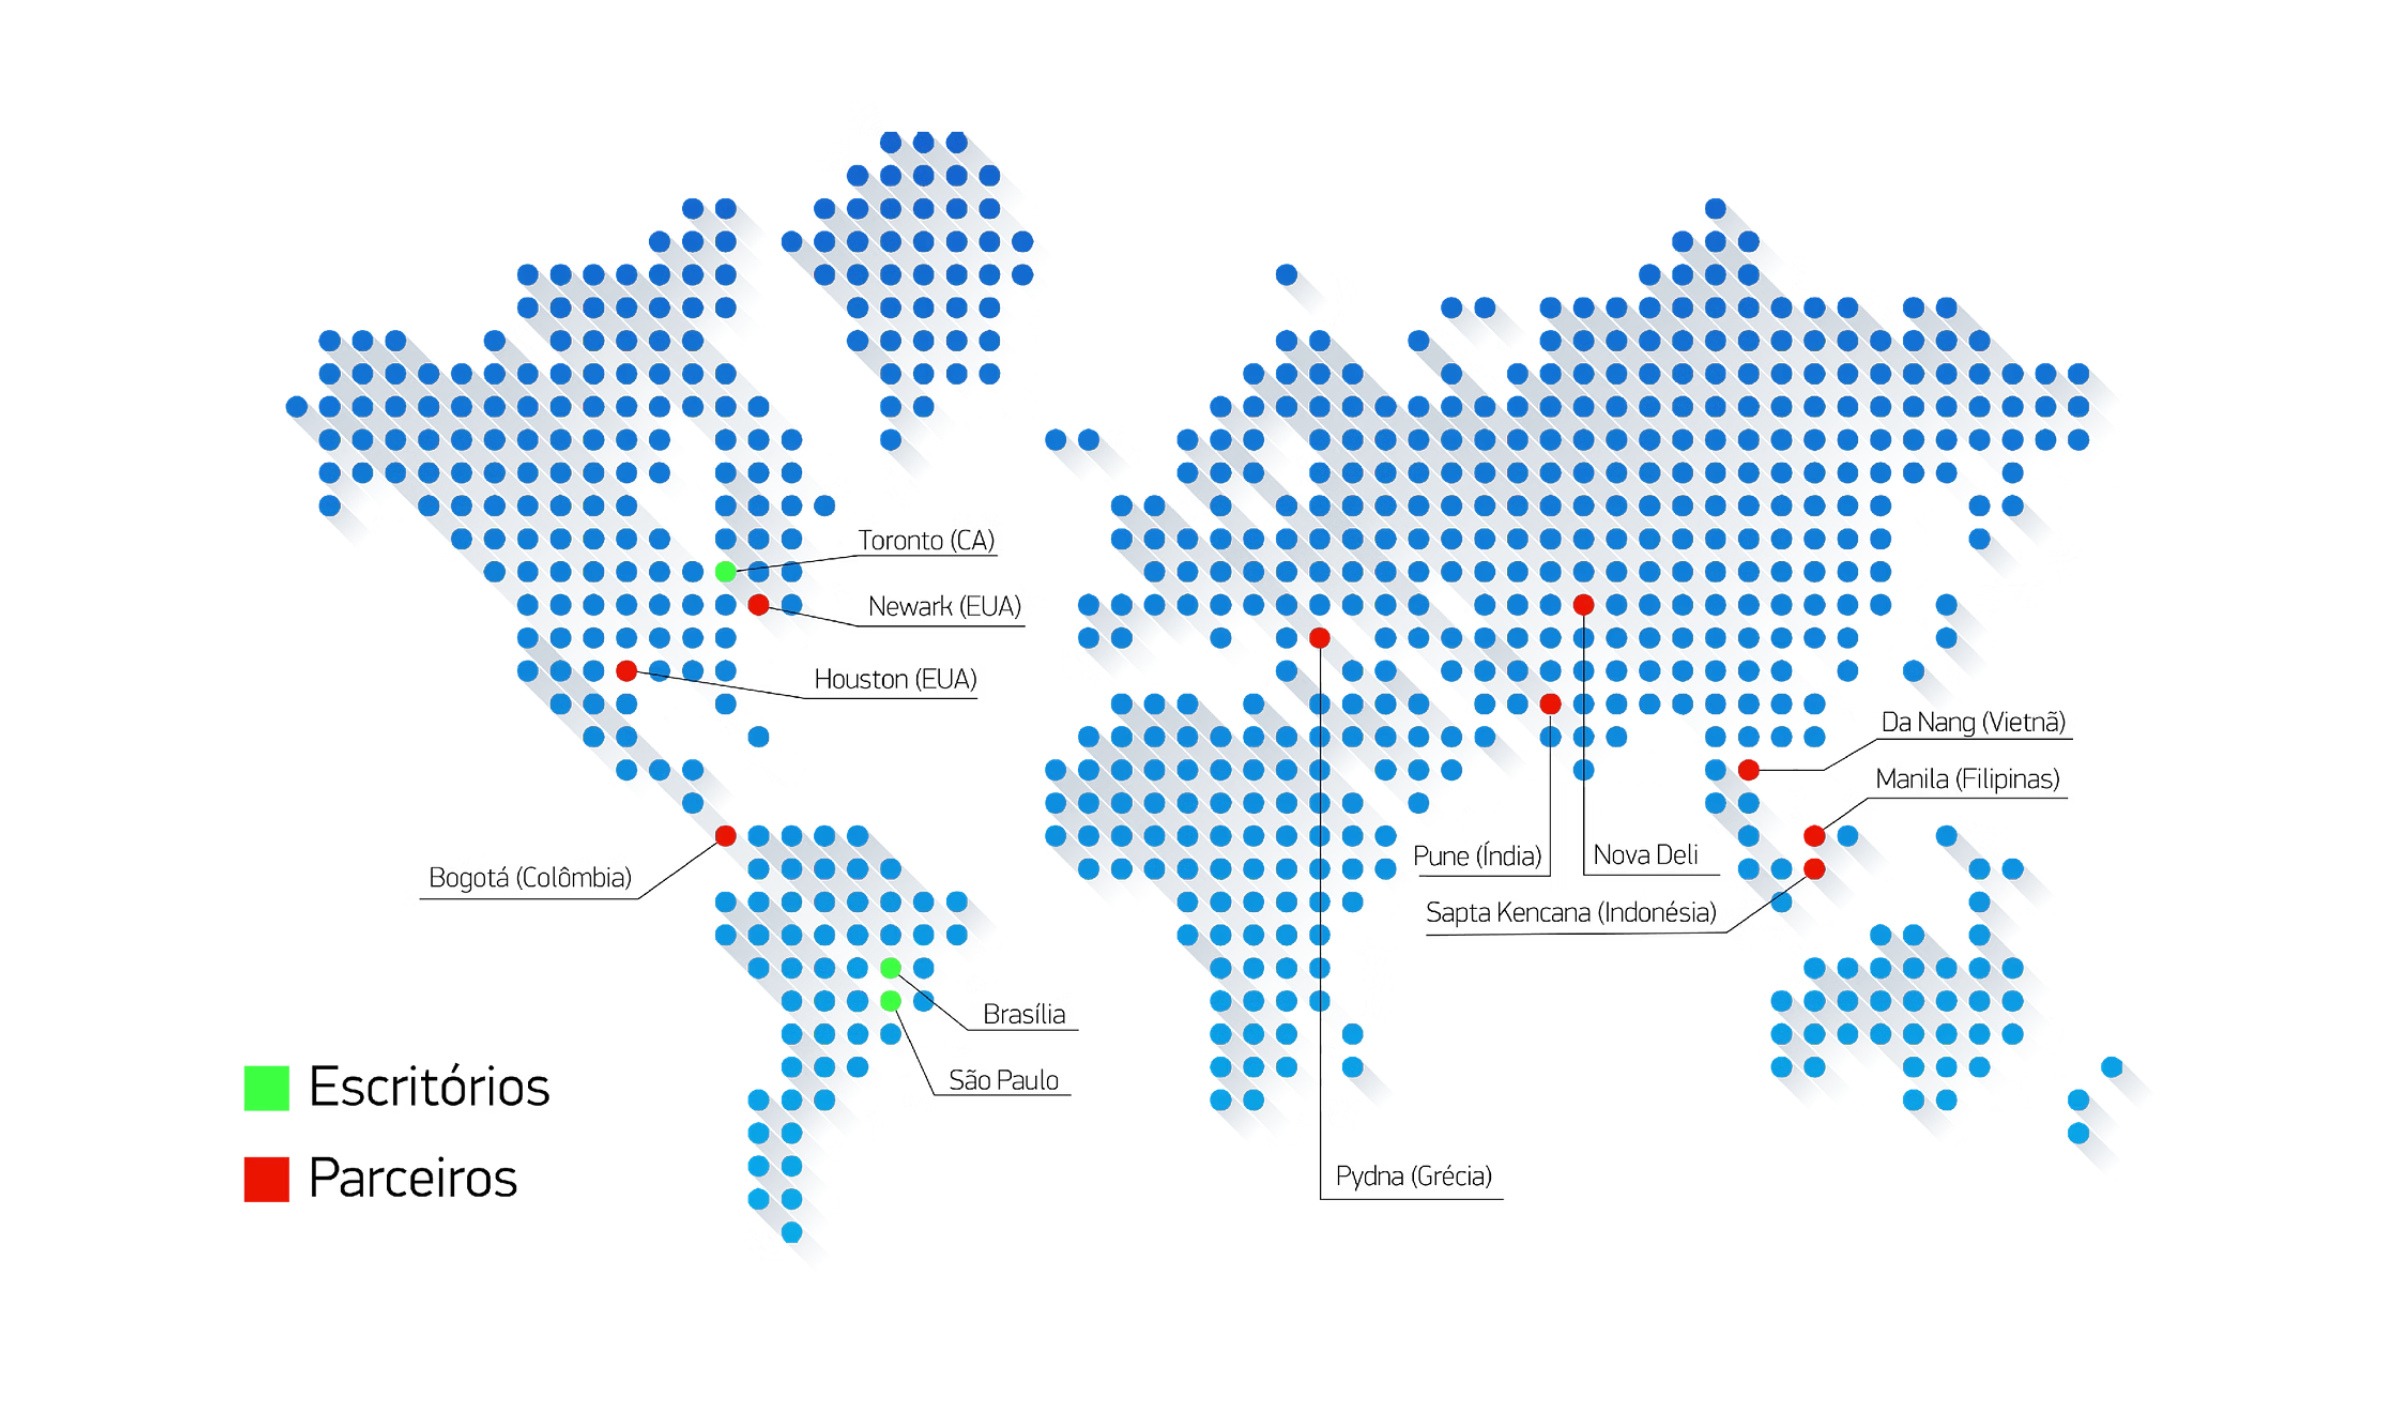 Toronto (CA)
Newark (EUA)
Houston (EUA)
Da Nang (Vietnã)
Manila (Filipinas)
Pune (Índia)
Nova Deli
Bogotá (Colômbia)
Sapta Kencana (Indonésia)
Brasília
São Paulo
Escritórios
Parceiros
Pydna (Grécia)